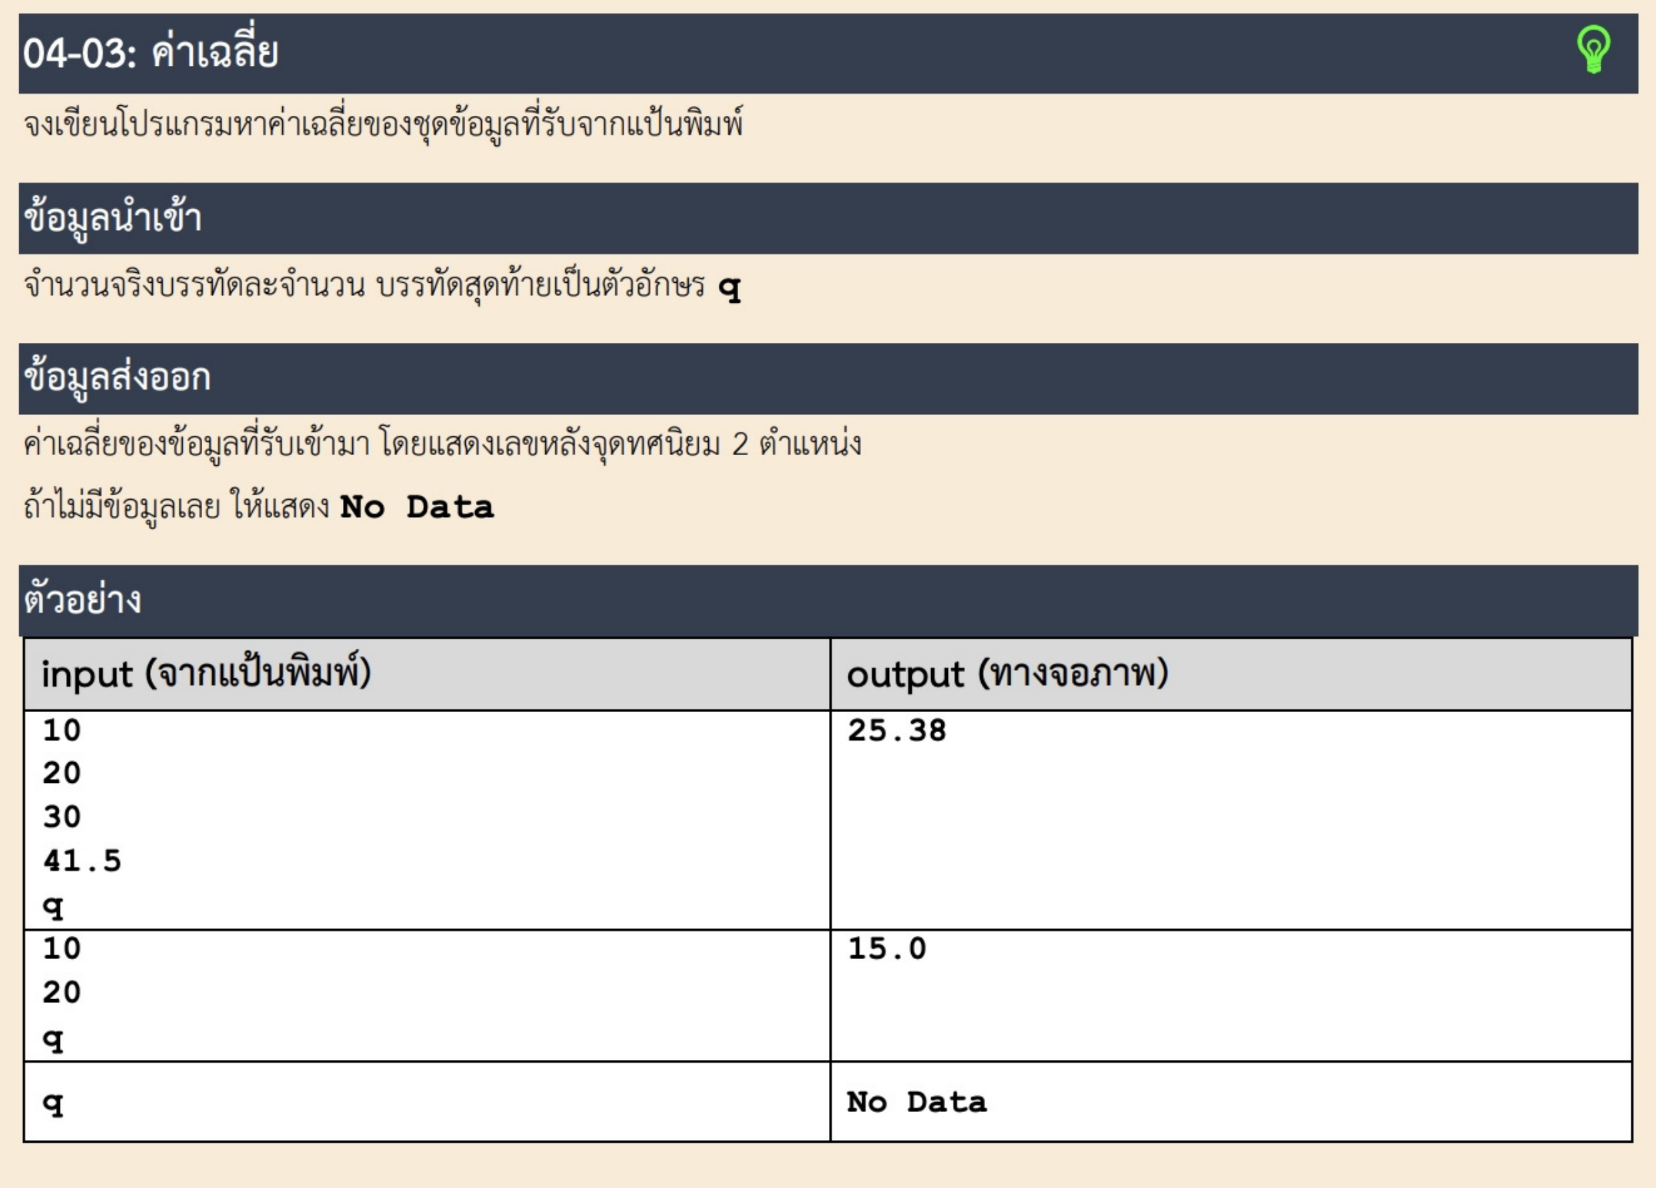 04-03: ค่าเฉลี่ย
จงเขียนโปรแกรมหาค่าเฉลี่ยของชุดข้อมูลที่รับจากแป้นพิมพ์
ข้อมูลนำเข้า
จำนวนจริงบรรทัดละจำนวน บรรทัดสุดท้ายเป็นตัวอักษร q
ข้อมูลส่งออก
ค่าเฉลี่ยของข้อมูลที่รับเข้ามา โดยแสดงเลขหลังจุดทศนิยม 2 ตำแหน่ง
ถ้าไม่มีข้อมูลเลย ให้แสดง No Data
ตัวอย่าง
input (จากแป้นพิมพ์) output (ทางจอภาพ)
10 25.38
20
30
41.5
q
10 15.0
20
q
q No Data